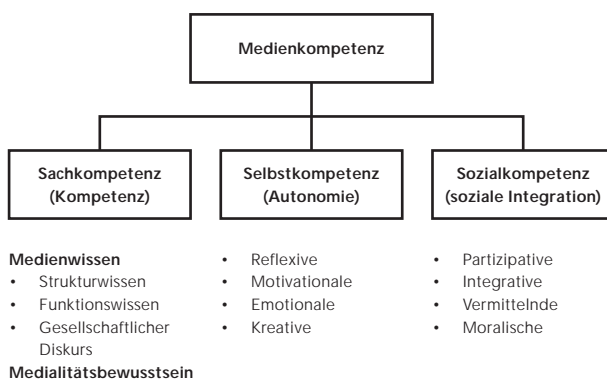 Medienkompetenz
Sachkompetenz
(Kompetenz)
Selbstkompetenz
(Autonomie)
Sozialkompetenz
(soziale Integration)
Medienwissen
• Strukturwissen
• Funktionswissen
• Gesellschaftlicher
Diskurs
Medialitätsbewusstsein
• Reflexive
• Motivationale
• Emotionale
• Kreative
• Partizipative
• Integrative
• Vermittelnde
• Moralische